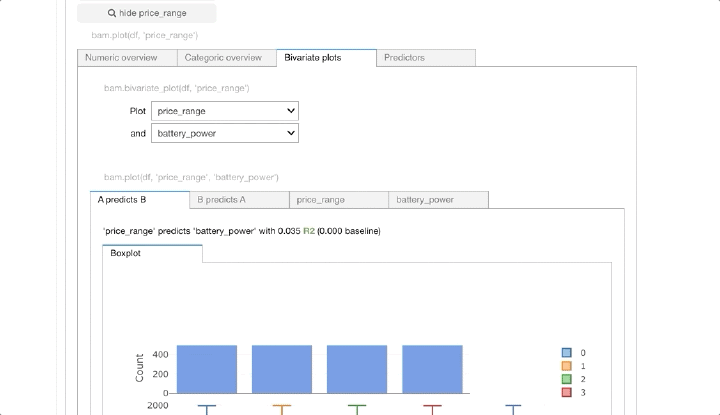 hide price_range
bam.plot(df, 'price_range')
Numeric overview Categoric overview Bivariate plots Predictors
bam.bivariate_plot(df, 'price_range')
Plot price_range
and battery_power
bam.plot(df, 'price_range', 'battery_power')
A predicts B B predicts A price_range battery_power
'price_range' predicts 'battery_power' with 0.035 R2 (0.000 baseline)
Boxplot
Count
400
200
0
2000
0
1
2
3